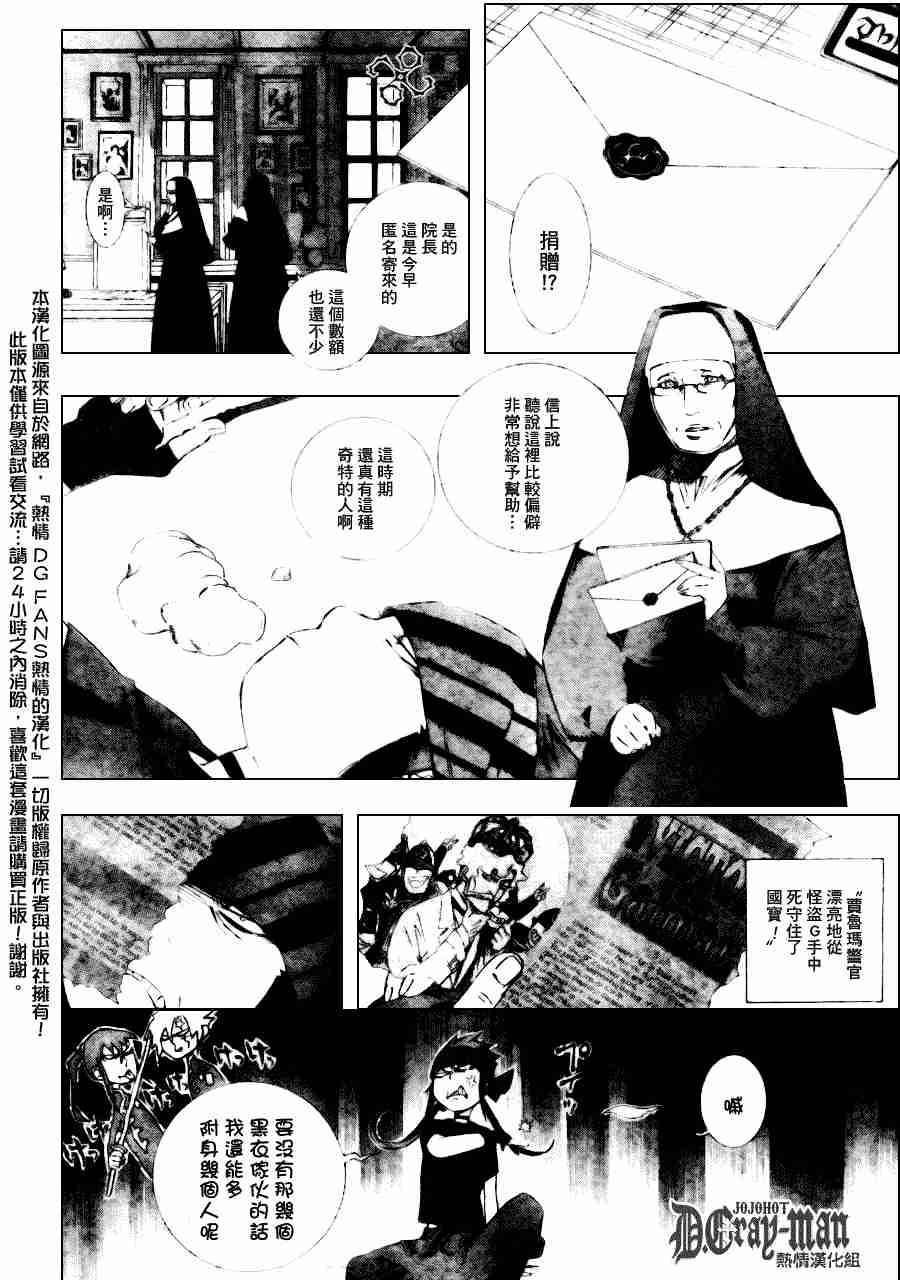 捐贈!?
是的
院長
這是今早
匿名寄來的
這個數額
也還不少
是啊…
信上說
聽說這裡比較偏僻
非常想給予幫助…
這時期
還真有這種
奇特的人啊
〝賈魯瑪警官
漂亮地從
怪盜G手中
死守住了
國寶！〞
嘁
要沒有那幾個
黑衣傢伙的話
我還能多
附身幾個人呢
プイッ
JOJOHOT
D.Gray-man
熱情漢化組
本漢化圖源來自於網路，『熱情DG FANS熱情的漢化』一切版權歸原作者與出版社擁有！
此版本僅供學習試看交流…請24小時之內消除，喜歡這套漫畫請購買正版！謝謝。